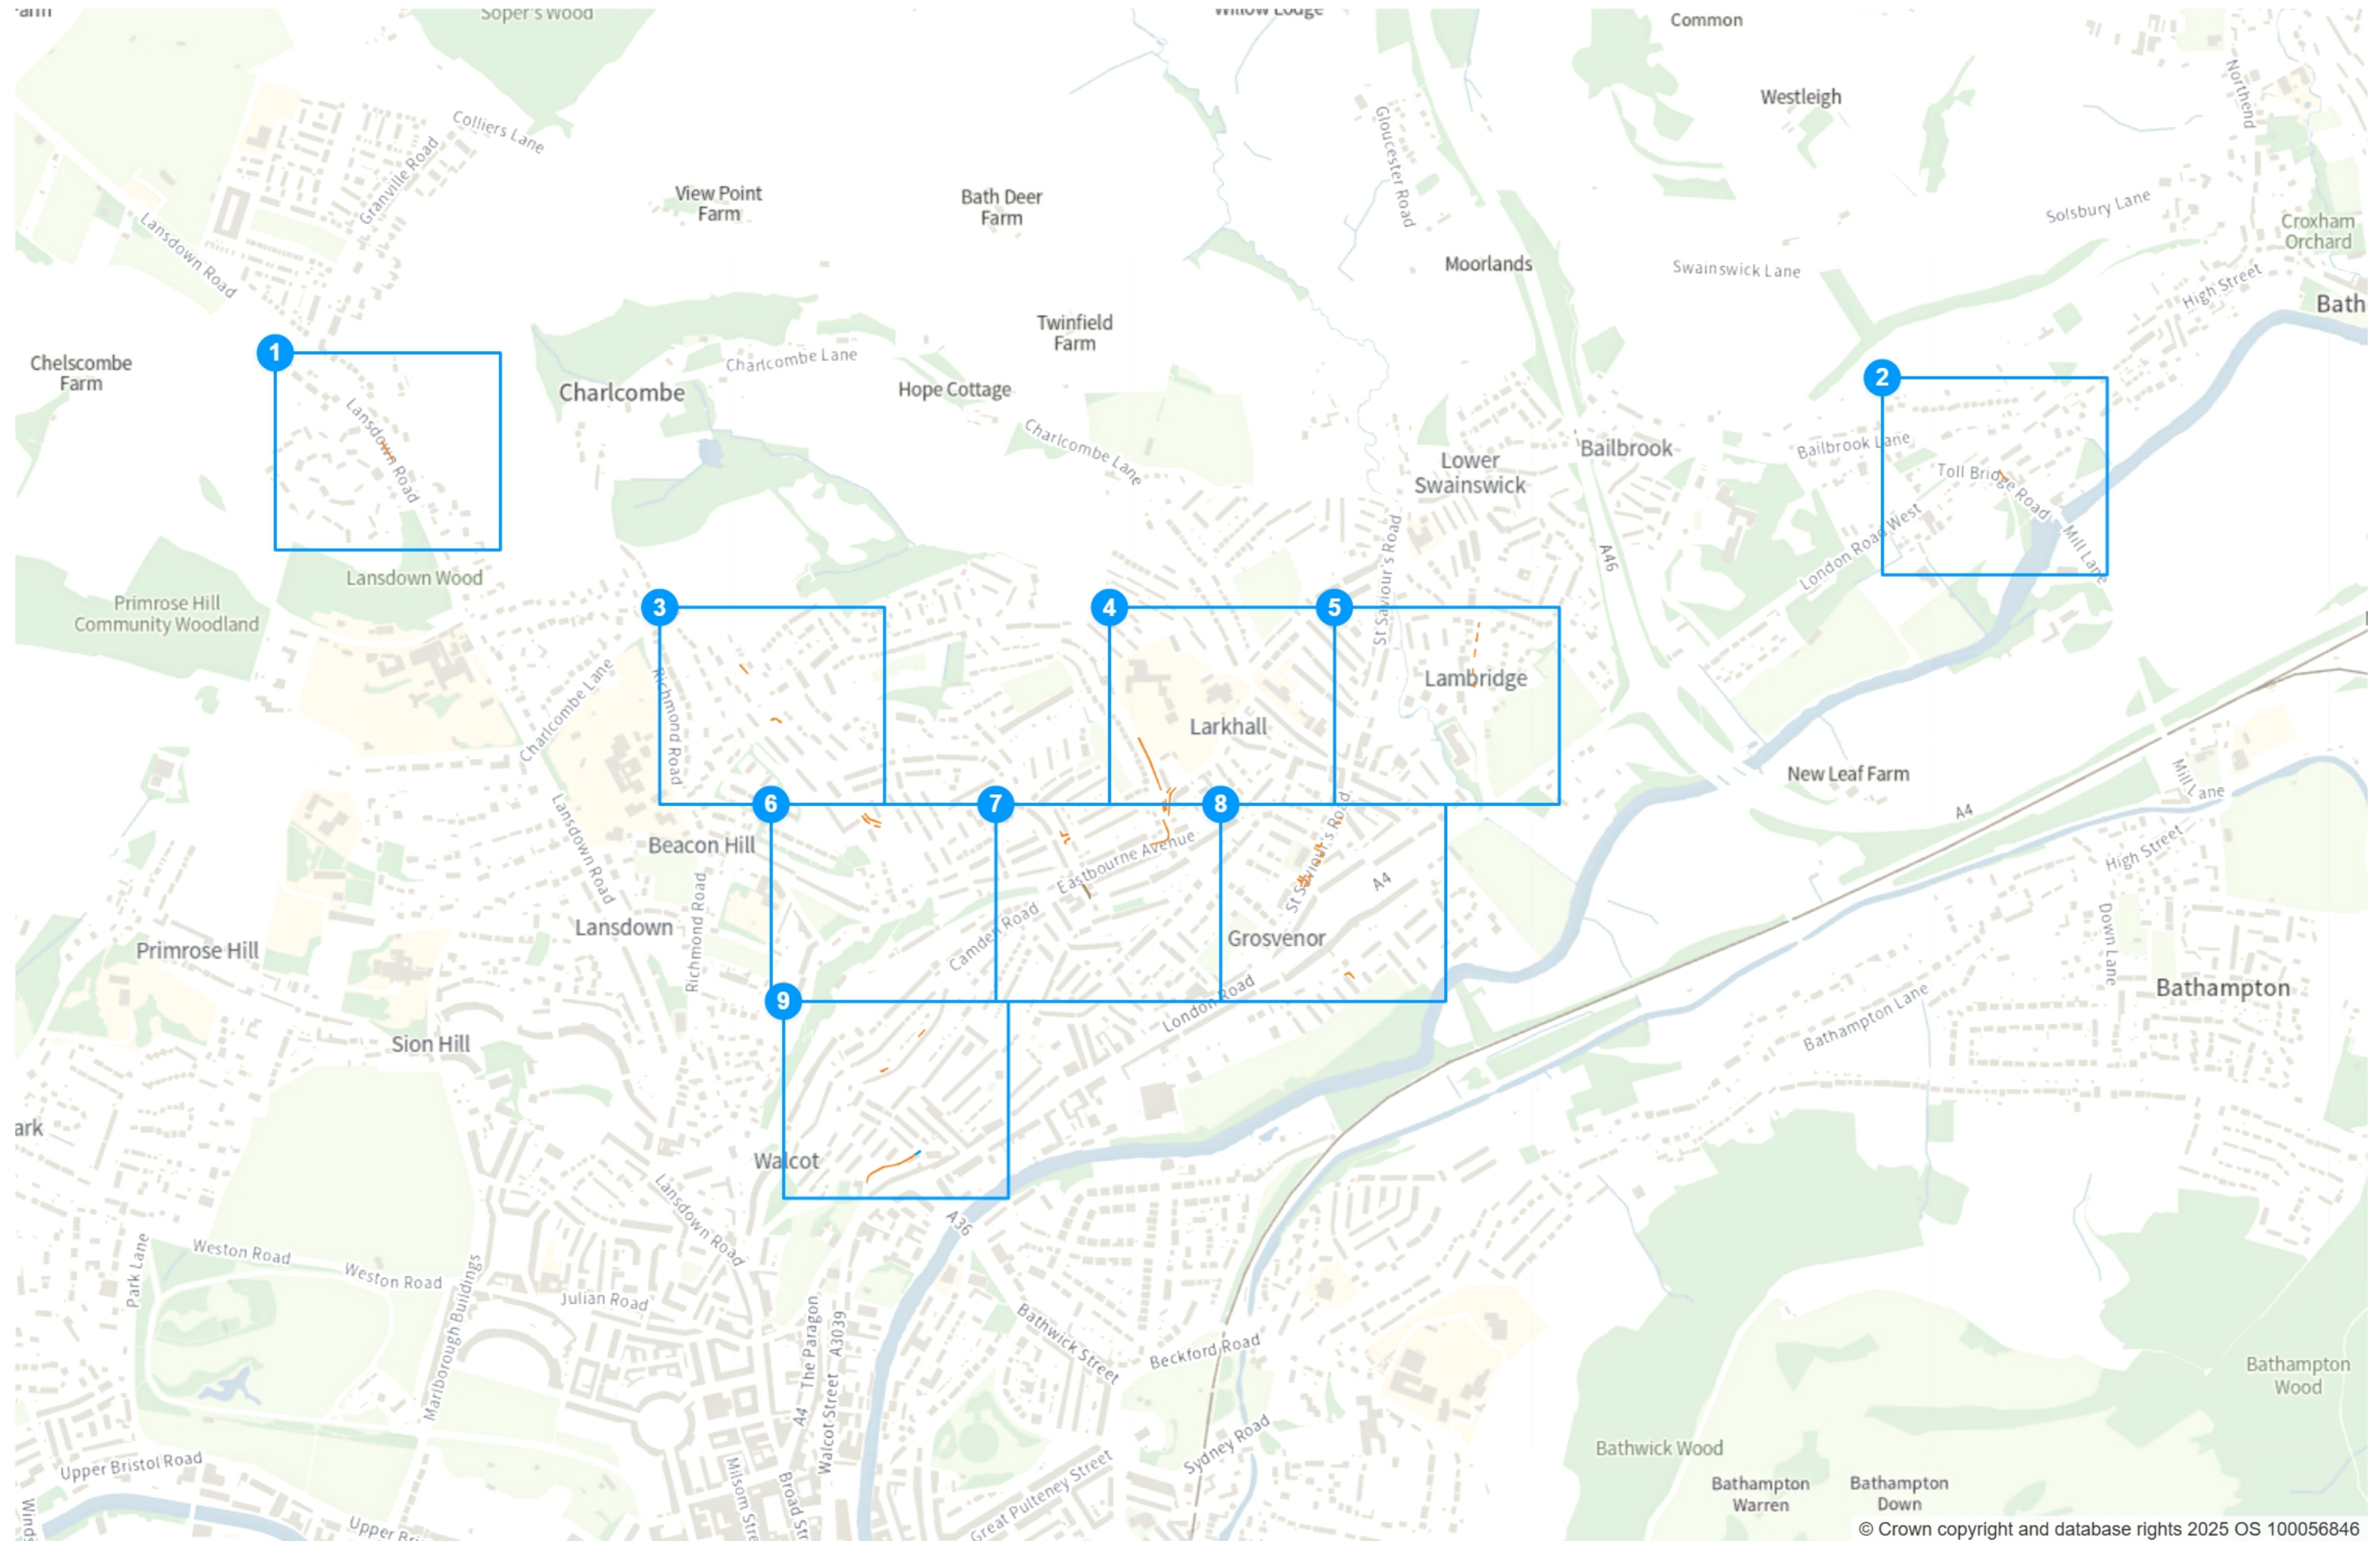 Soper's Wood
Willow Lodge
Common
Westleigh
Northend
Colliers Lane
Granville Road
Gloucester Road
View Point
Farm
Bath Deer
Farm
Solsbury Lane
Croxham
Orchard
Lansdown Road
Moorlands
Swainswick Lane
High Street
Bath
Twinfield
Farm
1
Chelscombe
Farm
Charlcombe Lane
2
Charlcombe
Hope Cottage
Lansdown Road
Charlcombe Lane
Lower
Swainswick
Bailbrook
Bailbrook Lane
Toll Bridge Road
London Road West
Mill Lane
St Saviour's Road
A46
Lansdown Wood
Primrose Hill
Community Woodland
3
4
5
Charlcombe Lane
Richmond Road
Lambridge
Larkhall
New Leaf Farm
Mill Lane
A4
6
7
8
Lansdown Road
Beacon Hill
Eastbourne Avenue
St Saviour's Road
A4
High Street
Richmond Road
Lansdown
Camden Road
Grosvenor
Down Lane
Primrose Hill
Bathampton
London Road
Bathampton Lane
9
Sion Hill
ark
Walcot
Lansdown Road
A36
Park Lane
Weston Road
Weston Road
Julian Road
Marlborough Buildings
The Paragon
A4
A3039
Walcot Street
Bathwick Street
Beckford Road
Bathampton
Wood
Sydney Road
Upper Bristol Road
Milsom Stre
Broad Str
Great Pulteney Street
Bathwick Wood
Bathampton
Warren
Bathampton
Down
Winds
Upper Bri
© Crown copyright and database rights 2025 OS 100056846